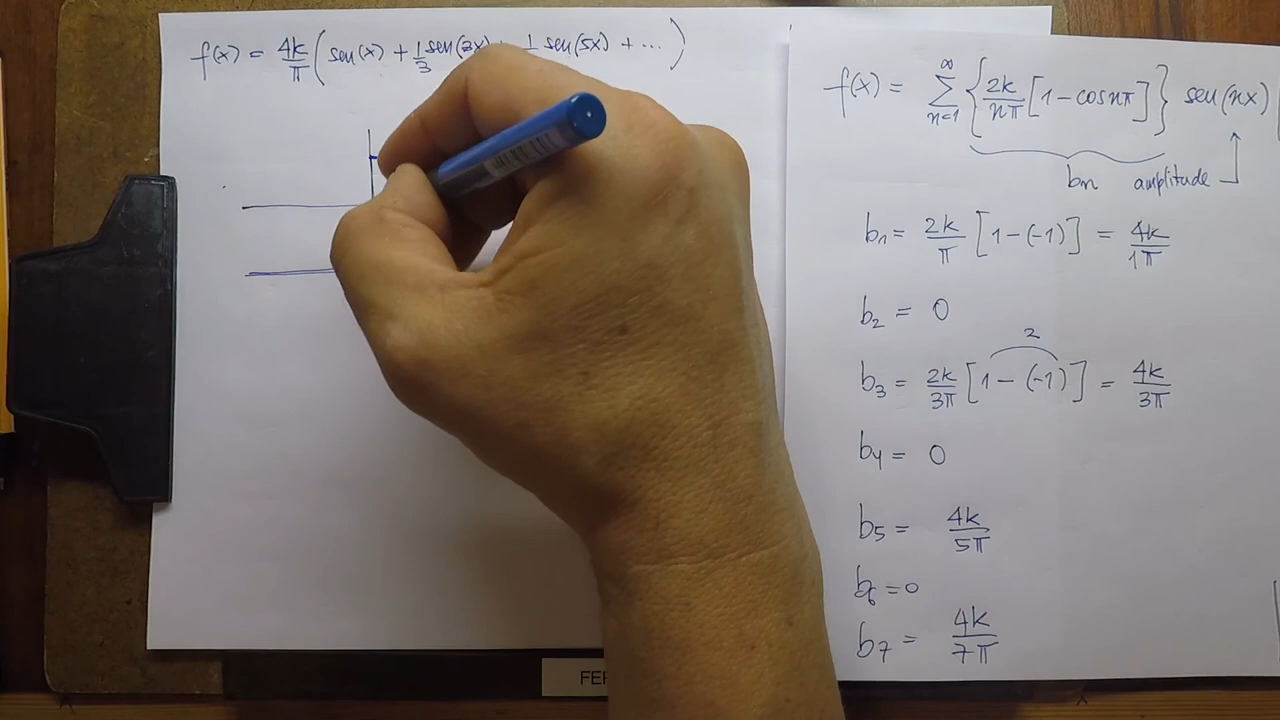 f(x) = 4k/π ( sen(x) + 1/3 sen(3x) + 1/5 sen(5x) + ... )
f(x) = ∑_{n=1}^{∞} { 2k/nπ [1 - cos nπ] } sen(nx)
bn amplitude
b₁ = 2k/π [1 - (-1)] = 4k/1π
b₂ = 0
2
b₃ = 2k/3π [1 - (-1)] = 4k/3π
b₄ = 0
b₅ = 4k/5π
b₆ = 0
b₇ = 4k/7π